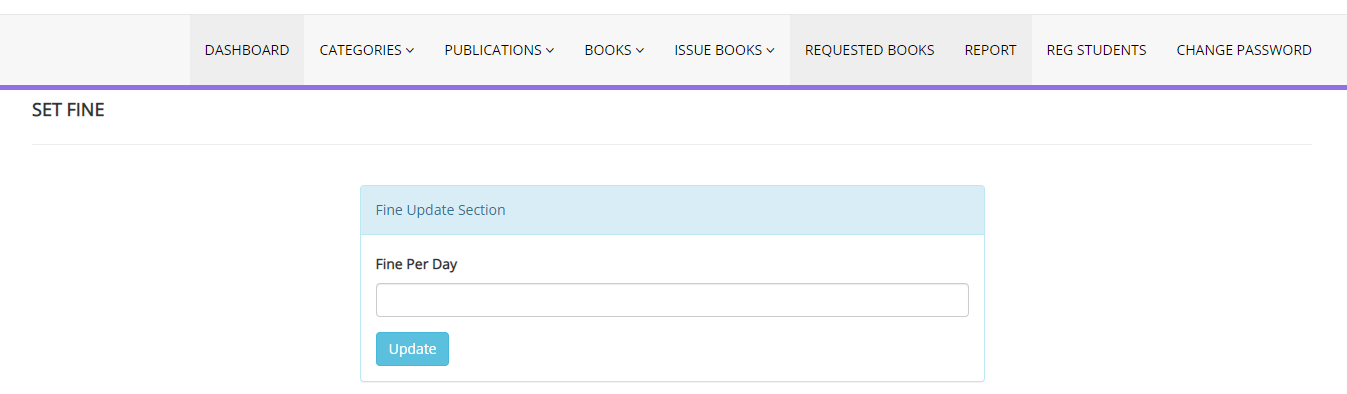 DASHBOARD CATEGORIES PUBLICATIONS BOOKS ISSUE BOOKS REQUESTED BOOKS REPORT REG STUDENTS CHANGE PASSWORD
SET FINE
Fine Update Section
Fine Per Day
Update